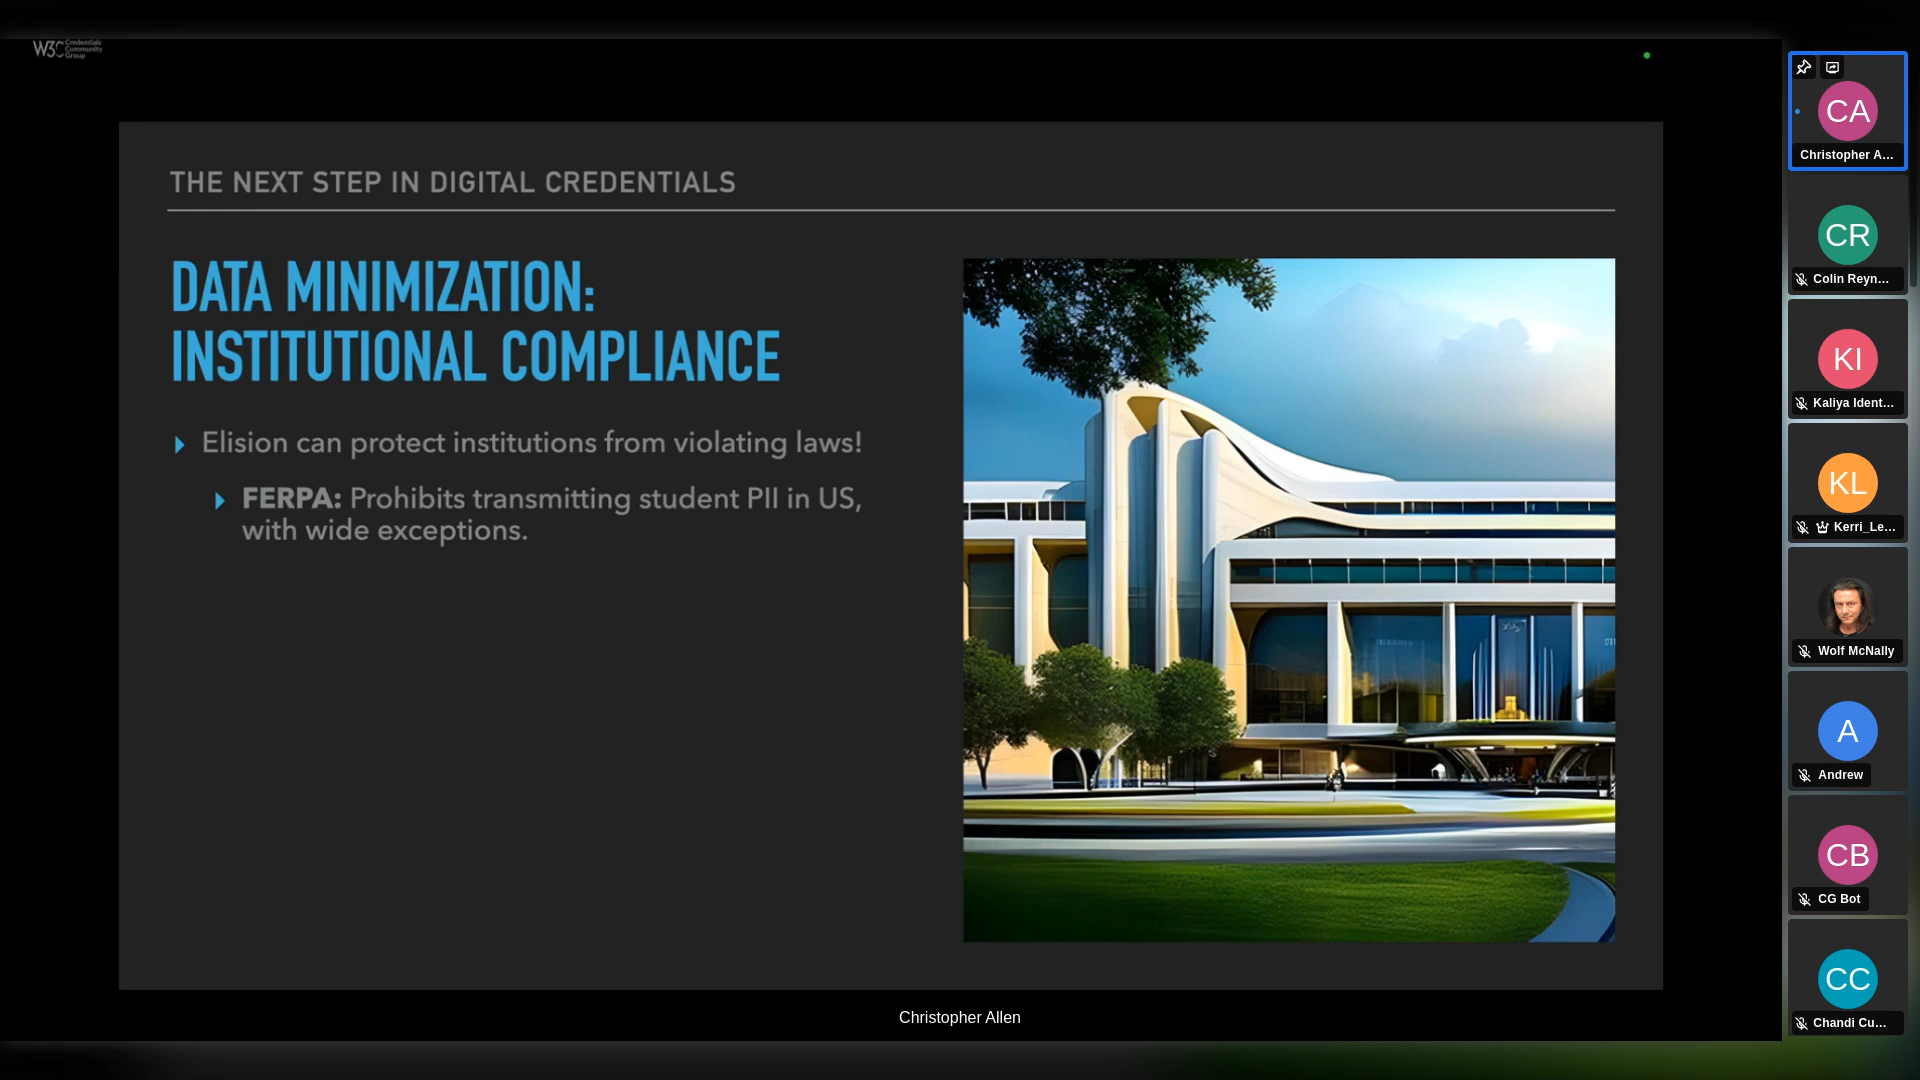 W3C Credentials
Community
Group
THE NEXT STEP IN DIGITAL CREDENTIALS
DATA MINIMIZATION:
INSTITUTIONAL COMPLIANCE
Elision can protect institutions from violating laws!
FERPA: Prohibits transmitting student PII in US,
with wide exceptions.
Christopher Allen
CA
Christopher A...
CR
Colin Reyn...
KI
Kaliya Ident...
KL
Kerri_Le...
Wolf McNally
A
Andrew
CB
CG Bot
CC
Chandi Cu...